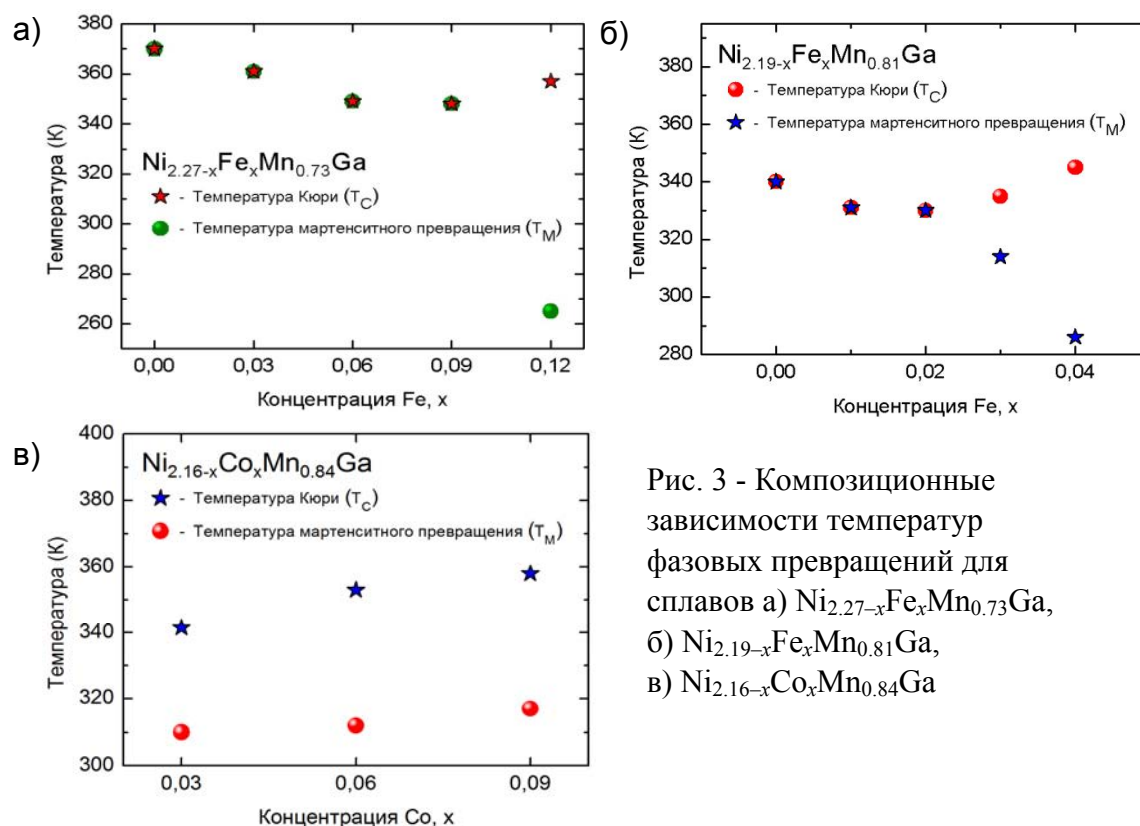 а)
380
360
340
320
300
280
260
Температура (К)
Ni2.27-xFexMn0.73Ga
- Температура Кюри (TC)
- Температура мартенситного превращения (TM)
0,00 0,03 0,06 0,09 0,12
Концентрация Fe, x
б)
380
360
340
320
300
280
Температура (К)
Ni2.19-xFexMn0.81Ga
- Температура Кюри (TC)
- Температура мартенситного превращения (TM)
0,00 0,02 0,04
Концентрация Fe, x
в)
400
380
360
340
320
300
Температура (К)
Ni2.16-xCoxMn0.84Ga
- Температура Кюри (TC)
- Температура мартенситного превращения (TM)
0,03 0,06 0,09
Концентрация Co, x
Рис. 3 - Композиционные
зависимости температур
фазовых превращений для
сплавов а) Ni2.27–xFexMn0.73Ga,
б) Ni2.19–xFexMn0.81Ga,
в) Ni2.16–xCoxMn0.84Ga